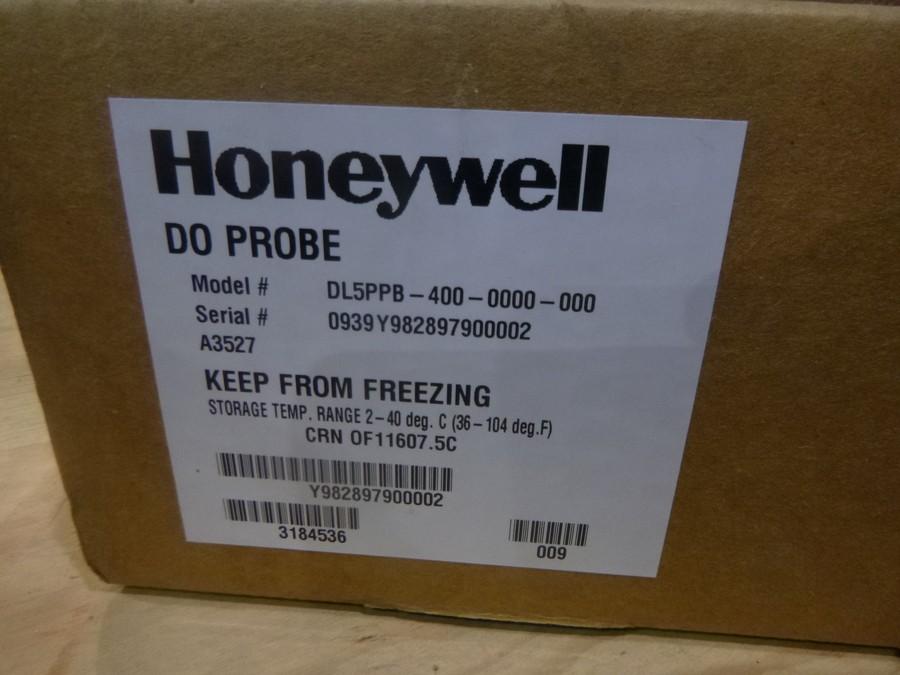 Honeywell
DO PROBE
Model # DL5PPB-400-0000-000
Serial # 0939Y982897900002
A3527
KEEP FROM FREEZING
STORAGE TEMP. RANGE 2-40 deg. C (36-104 deg.F)
CRN OF11607.5C
Y982897900002
3184536
009